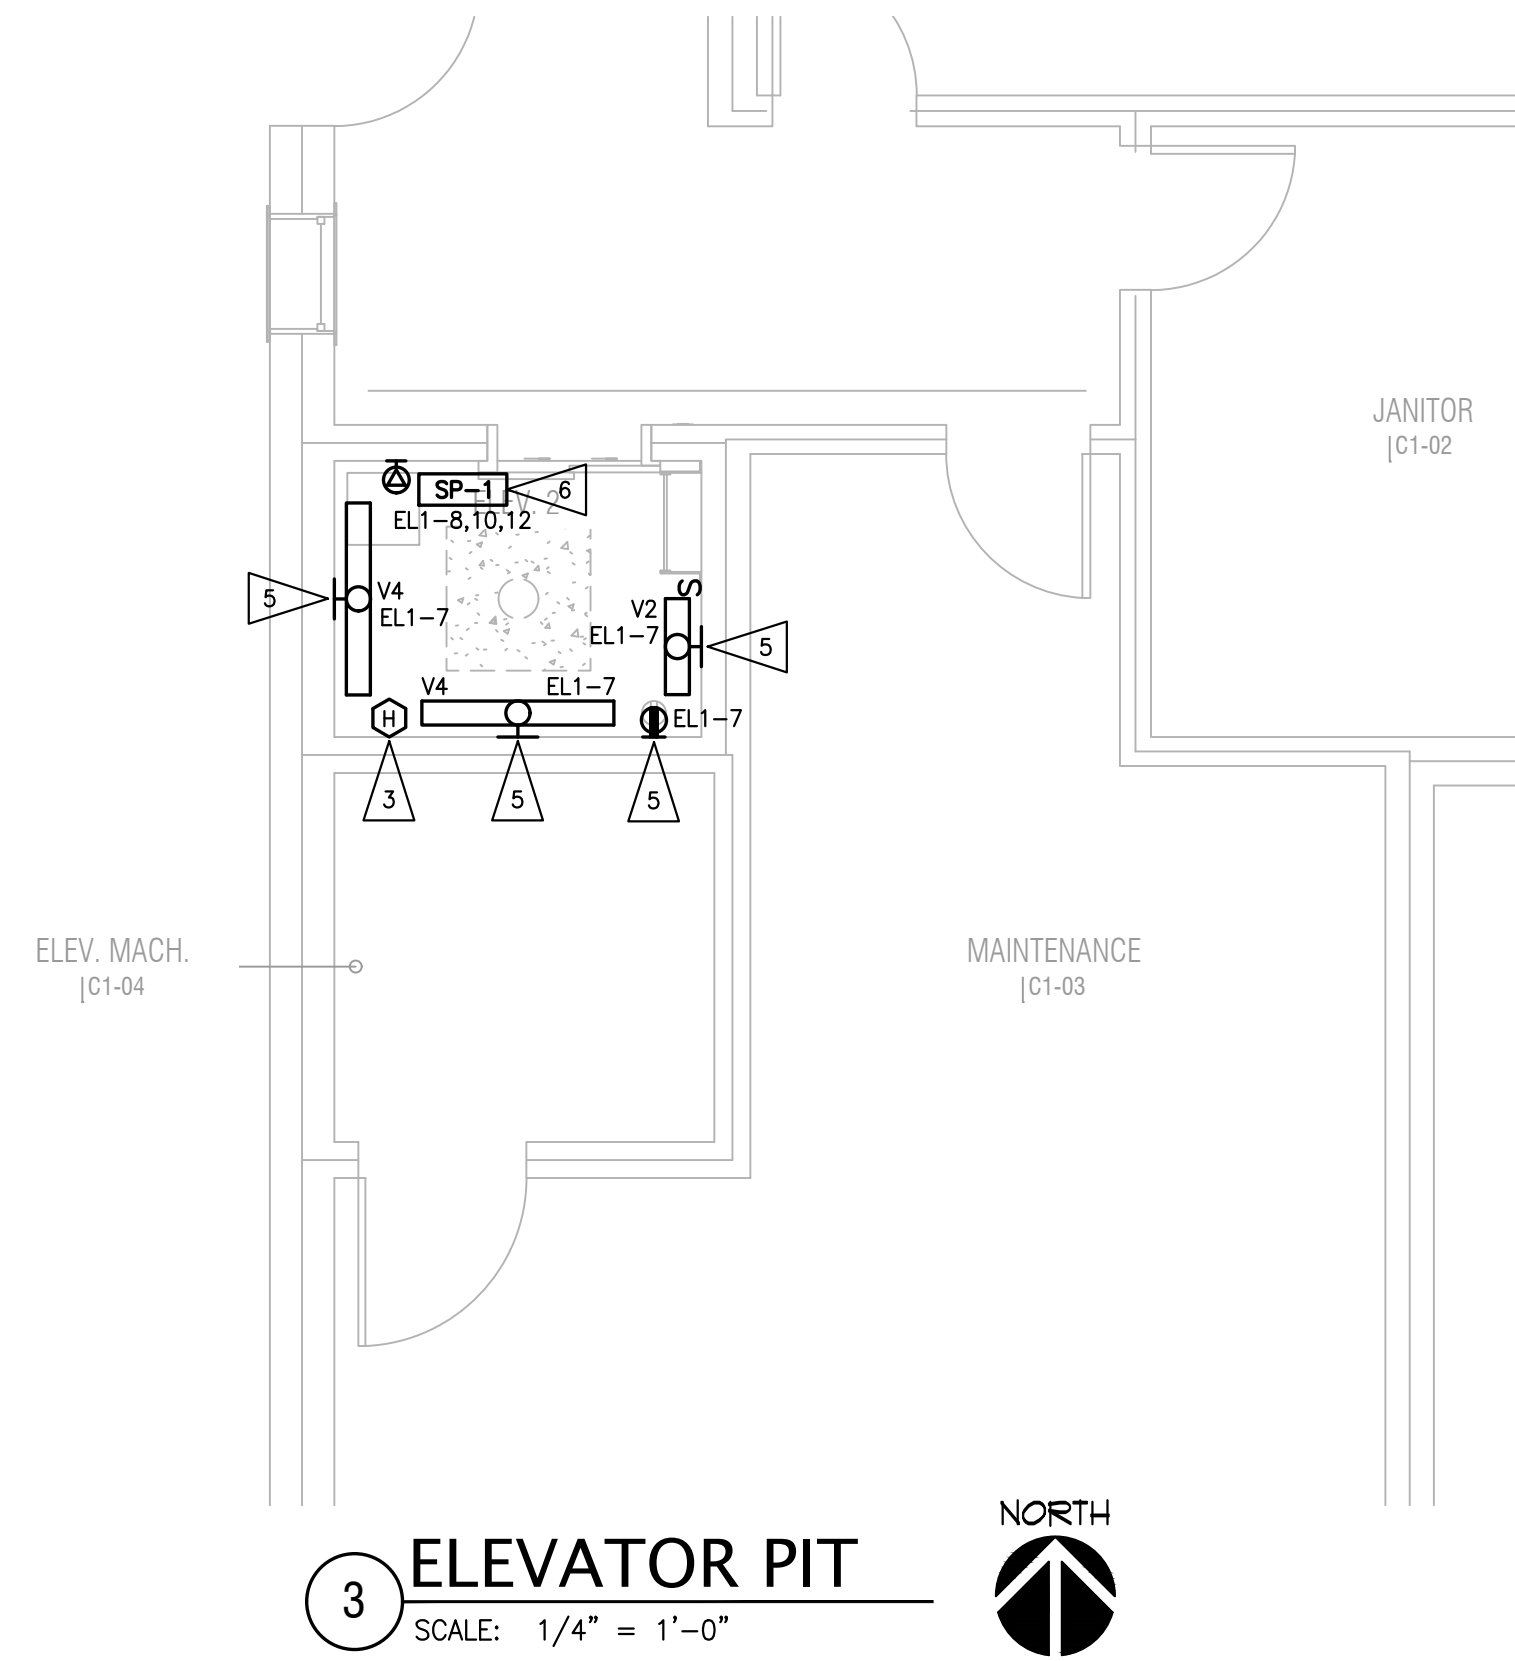 JANITOR
C1-02
SP-1
6
ELEV. 2
EL1-8,10,12
5
V4
EL1-7
S
V2
EL1-7
5
V4
EL1-7
H
EL1-7
3
5
5
ELEV. MACH.
C1-04
MAINTENANCE
C1-03
NORTH
3
ELEVATOR PIT
SCALE: 1/4" = 1'-0"